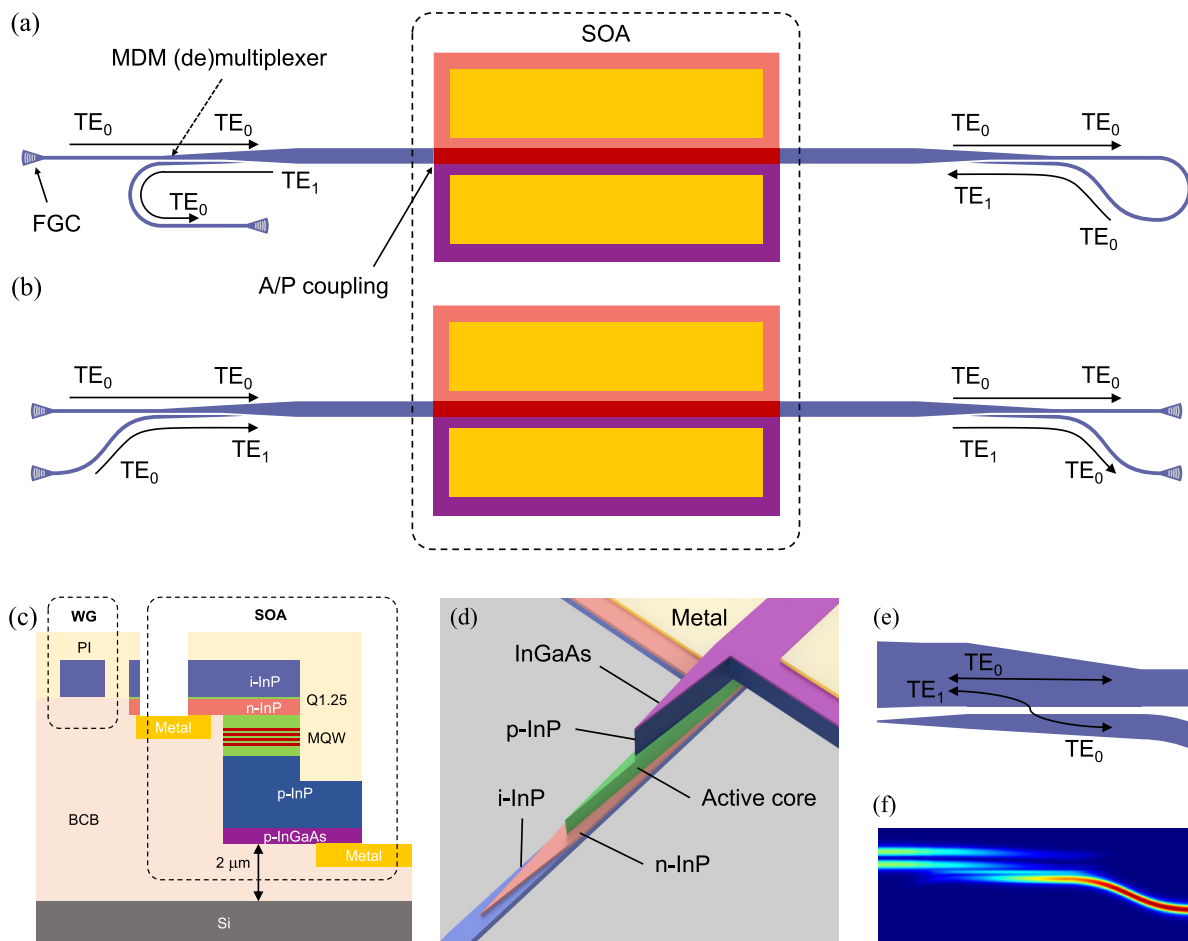 (a)
SOA
MDM (de)multiplexer
TE0 TE0
TE0 TE0
TE1
TE0
FGC
TE1
TE0
A/P coupling
(b)
TE0 TE0
TE0 TE0
TE1
TE0
TE1
TE0
(c)
WG
SOA
PI
i-InP
Q1.25
n-InP
Metal
MQW
p-InP
BCB
p-InGaAs
2 μm
Metal
Si
(d)
Metal
InGaAs
p-InP
i-InP
Active core
n-InP
(e)
TE0
TE1
TE0
(f)